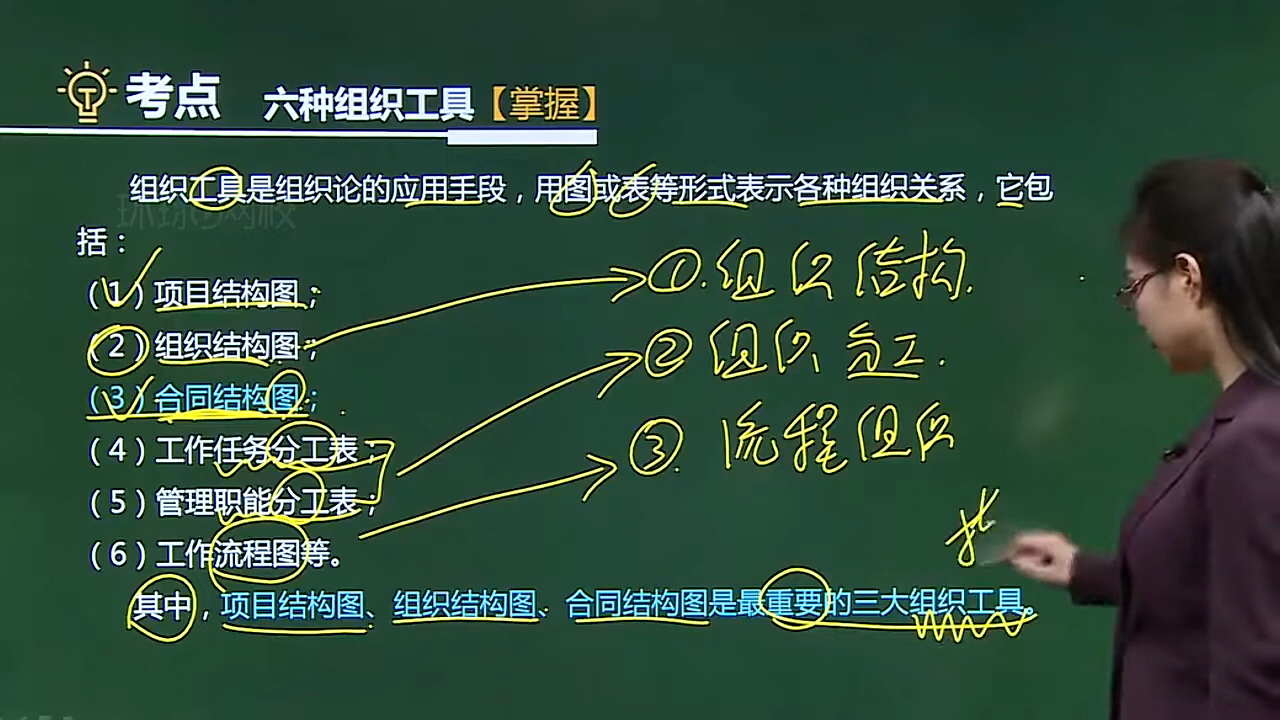 考点 六种组织工具【掌握】
组织工具是组织论的应用手段，用图或表等形式表示各种组织关系，它包
括：
（1）项目结构图；
（2）组织结构图；
（3）合同结构图；
（4）工作任务分工表；
（5）管理职能分工表；
（6）工作流程图等。
其中，项目结构图、组织结构图、合同结构图是最重要的三大组织工具。
①.组织结构.
②组织分工.
③.流程组织
环球网校